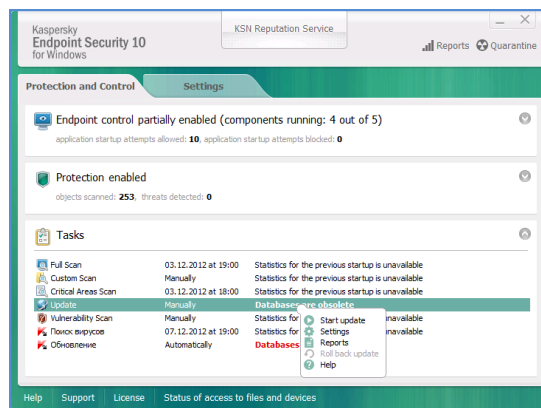 Kaspersky
Endpoint Security 10
for Windows
KSN Reputation Service
Reports Quarantine
Protection and Control Settings
Endpoint control partially enabled (components running: 4 out of 5)
application startup attempts allowed: 10, application startup attempts blocked: 0
Protection enabled
objects scanned: 253, threats detected: 0
Tasks
Full Scan 03.12.2012 at 19:00 Statistics for the previous startup is unavailable
Custom Scan Manually Statistics for the previous startup is unavailable
Critical Areas Scan 03.12.2012 at 18:00 Statistics for the previous startup is unavailable
Update Manually Databases are obsolete
Vulnerability Scan Manually Statistics for unavailable
Поиск вирусов 07.12.2012 at 19:00 Statistics for unavailable
Обновление Automatically Databases
Start update
Settings
Reports
Roll back update
Help
Help Support License Status of access to files and devices